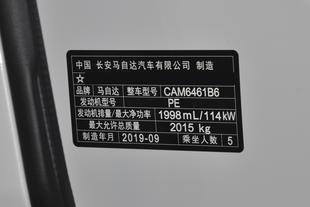 中国 长安马自达汽车有限公司 制造
品牌 马自达 整车型号 CAM6461B6
发动机型号 PE
发动机排量/最大净功率 1998mL/114kW
最大允许总质量 2015 kg
制造年月 2019-09 乘坐人数 5